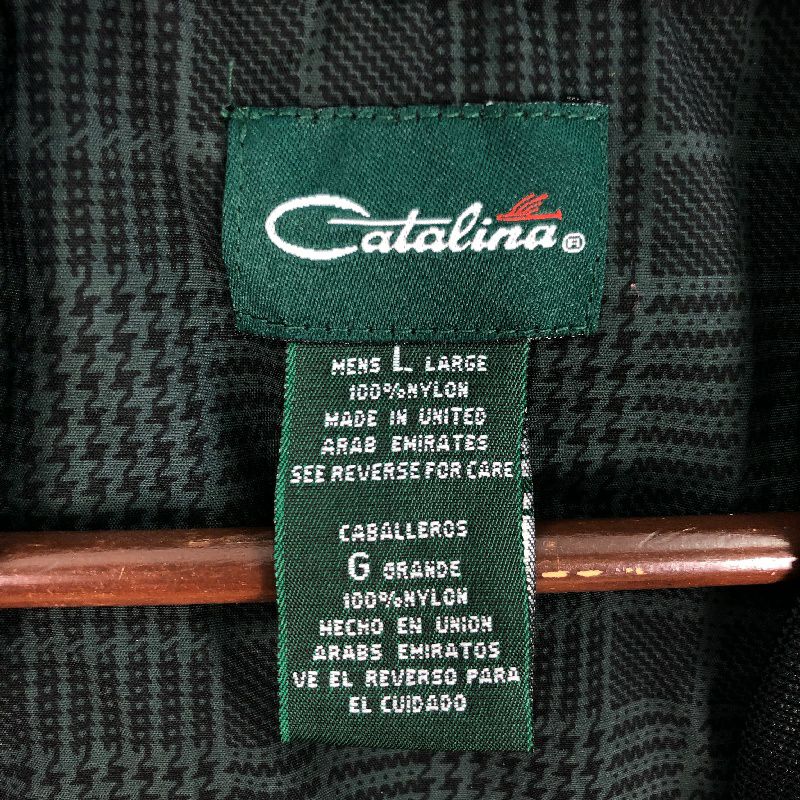 Catalina®
MENS L LARGE
100%NYLON
MADE IN UNITED
ARAB EMIRATES
SEE REVERSE FOR CARE
CABALLEROS
G GRANDE
100%NYLON
HECHO EN UNION
ARABS EMIRATOS
VE EL REVERSO PARA
EL CUIDADO